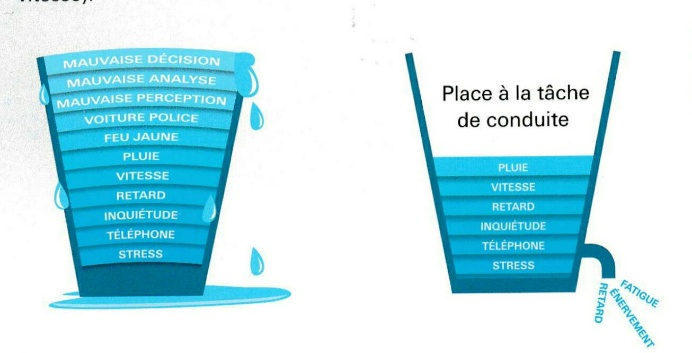 MAUVAISE DÉCISION
MAUVAISE ANALYSE
MAUVAISE PERCEPTION
VOITURE POLICE
FEU JAUNE
PLUIE
VITESSE
RETARD
INQUIÉTUDE
TÉLÉPHONE
STRESS
Place à la tâche
de conduite
PLUIE
VITESSE
RETARD
INQUIÉTUDE
TÉLÉPHONE
STRESS
FATIGUE
ÉNERVEMENT
RETARD